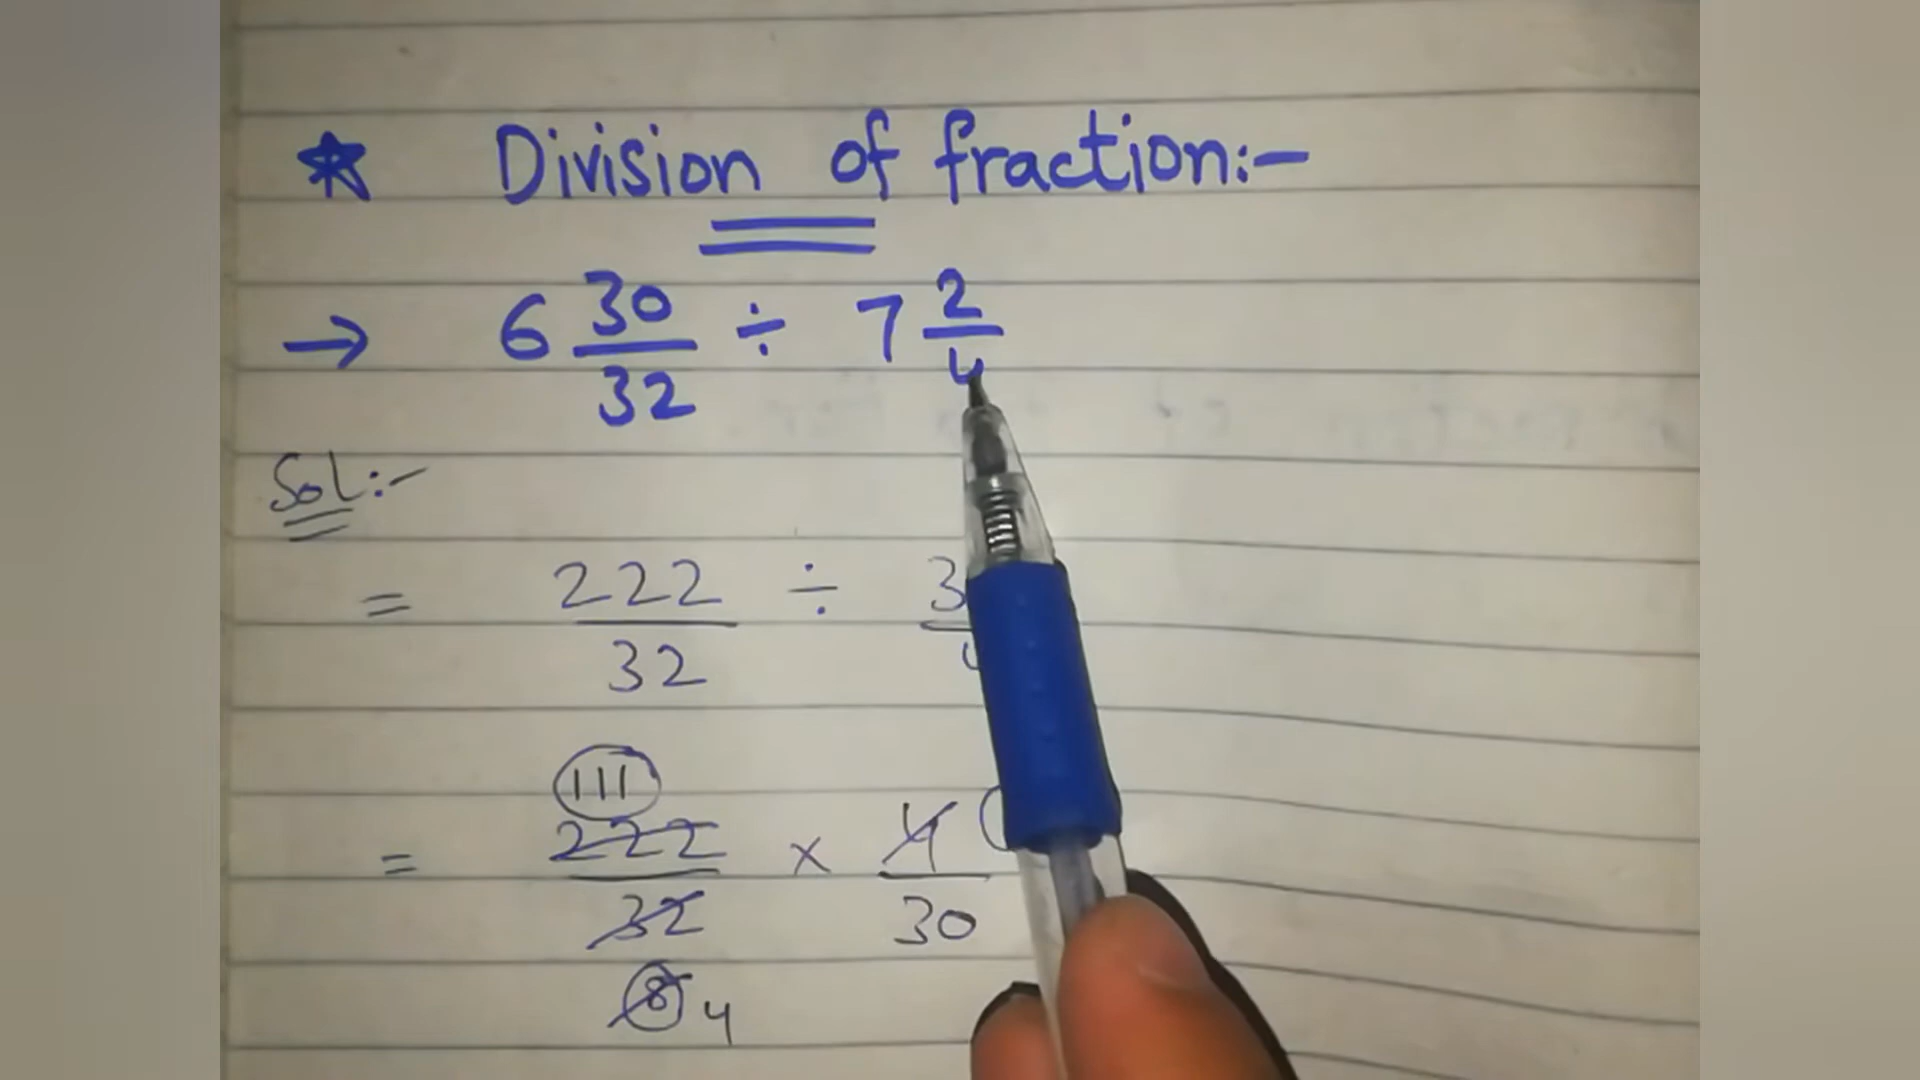 * Division of fraction:-
→ 6 30/32 ÷ 7 2/4
Sol:-
= 222/32 ÷ 3
111
= 222/32 × 4/30
8 4